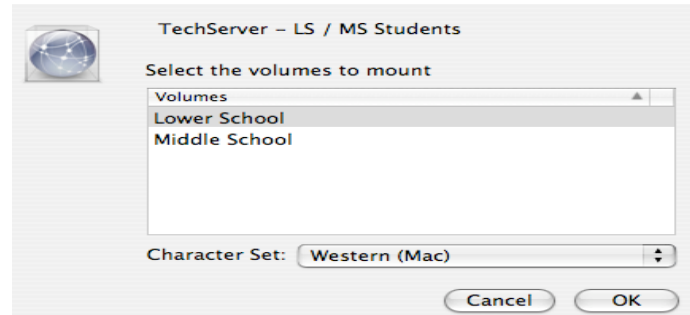 TechServer – LS / MS Students
Select the volumes to mount
Volumes
Lower School
Middle School
Character Set: Western (Mac)
Cancel OK